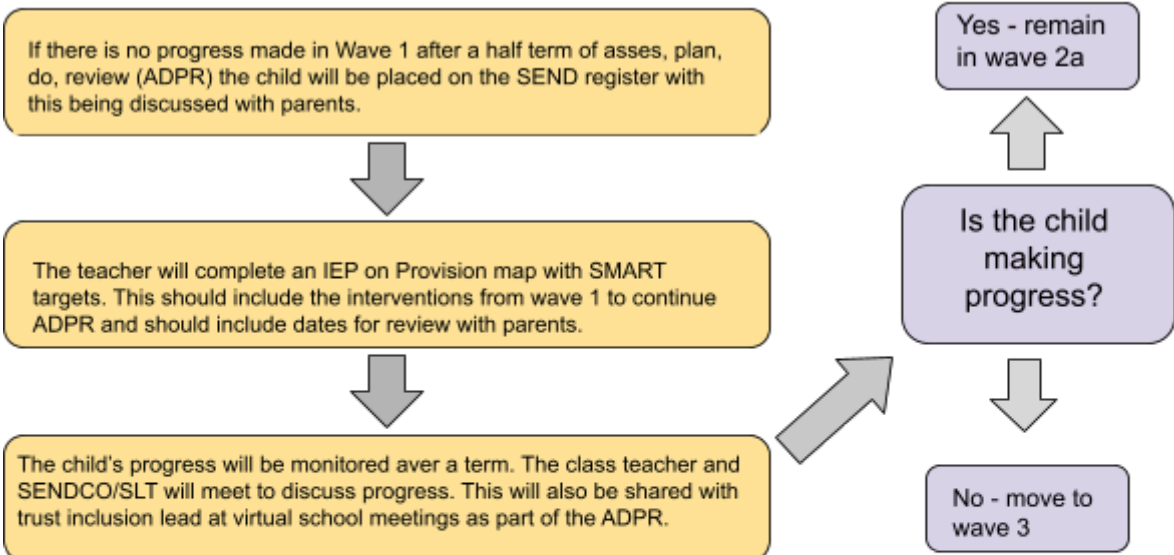 If there is no progress made in Wave 1 after a half term of asses, plan,
do, review (ADPR) the child will be placed on the SEND register with
this being discussed with parents.
The teacher will complete an IEP on Provision map with SMART
targets. This should include the interventions from wave 1 to continue
ADPR and should include dates for review with parents.
The child's progress will be monitored aver a term. The class teacher and
SENDCO/SLT will meet to discuss progress. This will also be shared with
trust inclusion lead at virtual school meetings as part of the ADPR.
Is the child
making
progress?
Yes - remain
in wave 2a
No - move to
wave 3